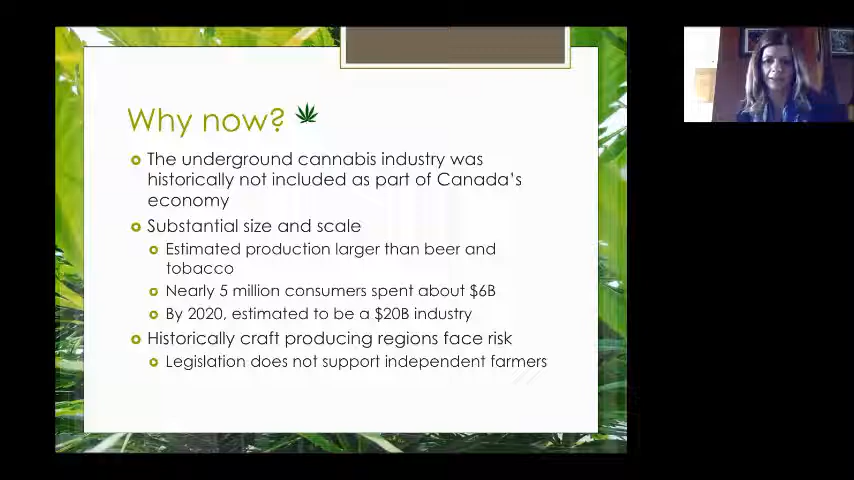 Why now?
The underground cannabis industry was
historically not included as part of Canada's
economy
Substantial size and scale
Estimated production larger than beer and
tobacco
Nearly 5 million consumers spent about $6B
By 2020, estimated to be a $20B industry
Historically craft producing regions face risk
Legislation does not support independent farmers